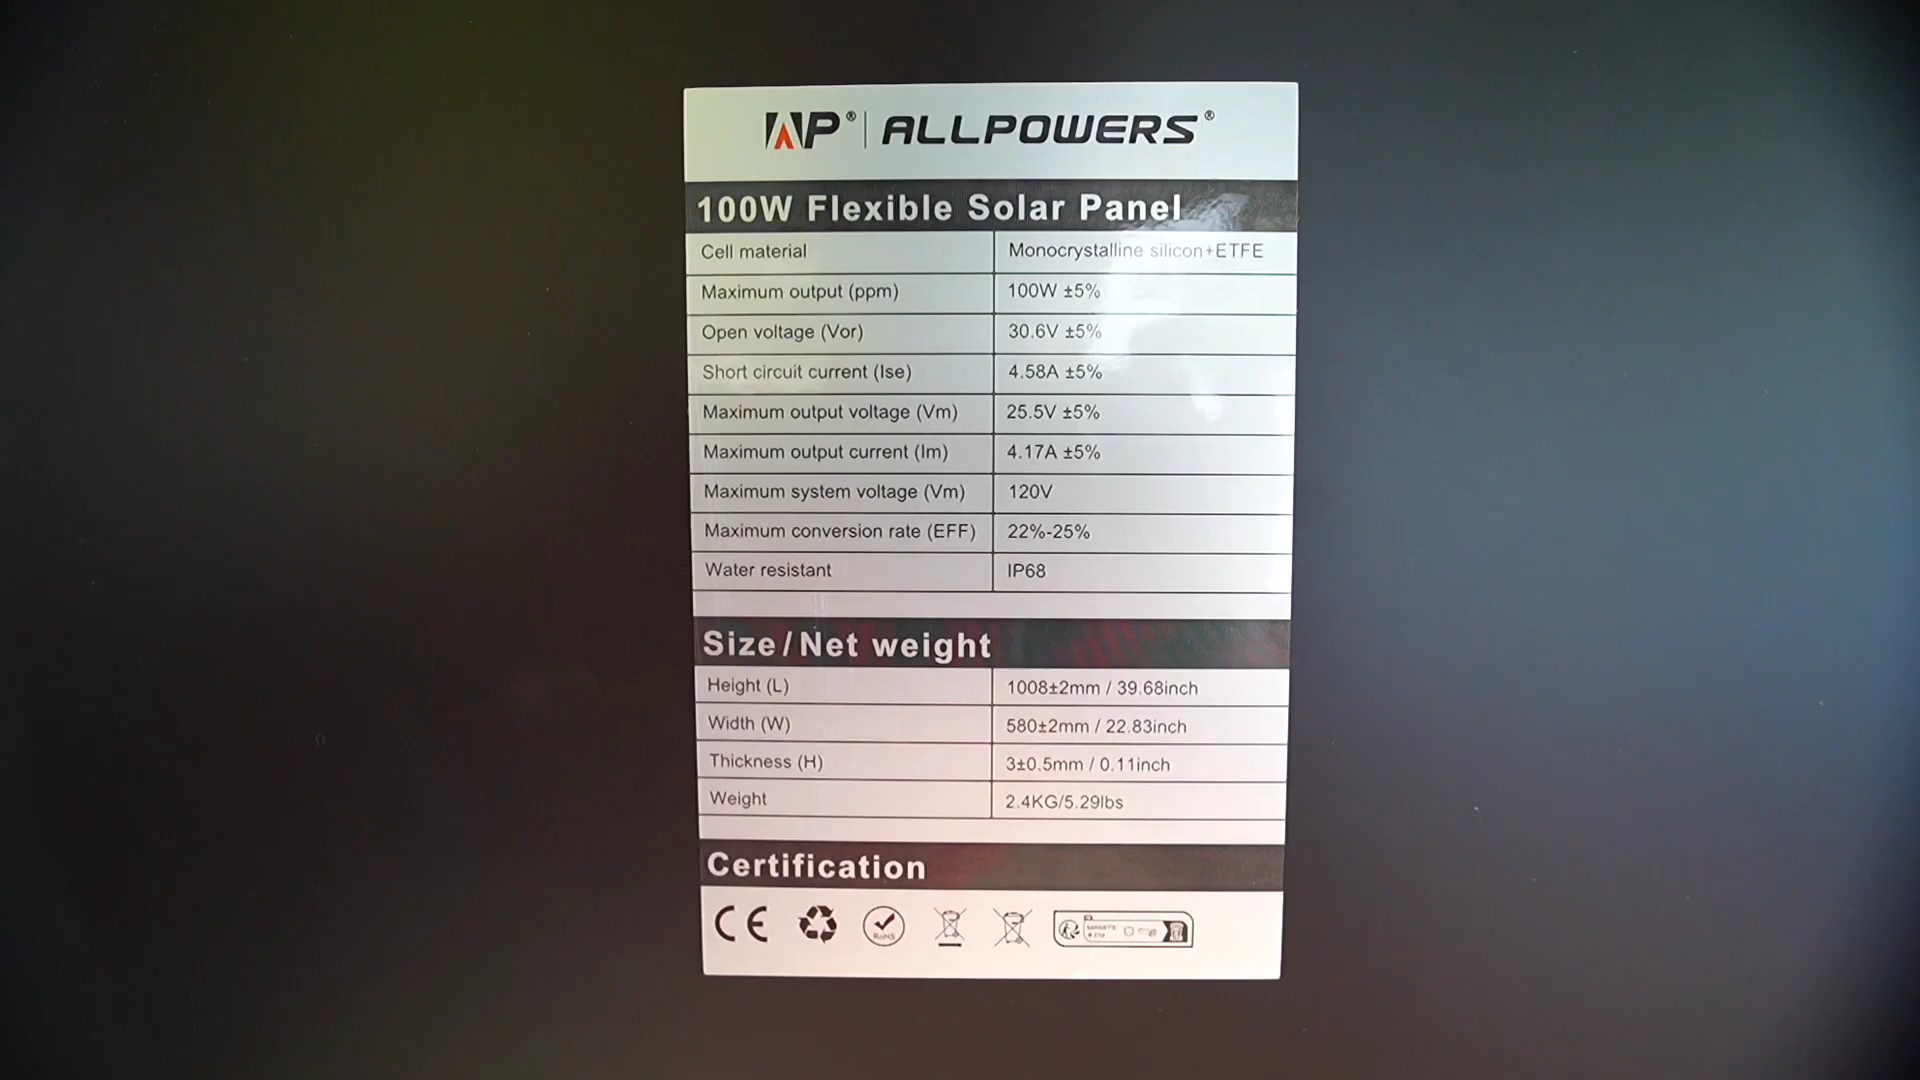 AP® | ALLPOWERS®
100W Flexible Solar Panel
Cell material Monocrystalline silicon+ETFE
Maximum output (ppm) 100W ±5%
Open voltage (Vor) 30.6V ±5%
Short circuit current (Ise) 4.58A ±5%
Maximum output voltage (Vm) 25.5V ±5%
Maximum output current (Im) 4.17A ±5%
Maximum system voltage (Vm) 120V
Maximum conversion rate (EFF) 22%-25%
Water resistant IP68
Size/Net weight
Height (L) 1008±2mm / 39.68inch
Width (W) 580±2mm / 22.83inch
Thickness (H) 3±0.5mm / 0.11inch
Weight 2.4KG/5.29lbs
Certification
CE RoHS